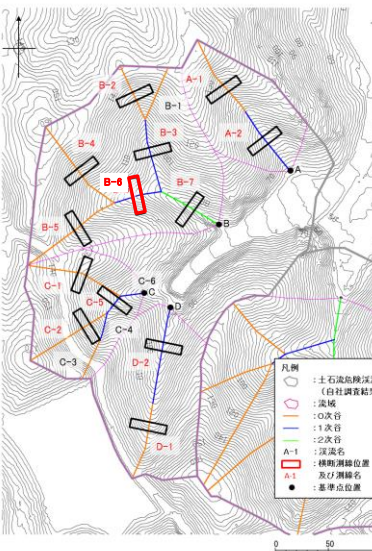 A-1
B-2
B-1
B-3
A-2
B-4
B-6
B-7
A
B-5
B
C-1
C-6
C-5
C
D
C-2
C-4
C-3
D-2
D-1
凡例
：土石流危険渓
（自社調査結
：流域
：0次谷
：1次谷
：2次谷
A-1 ：渓流名
：横断測線位置
A-1 及び測線名
：基準点位置
0 50